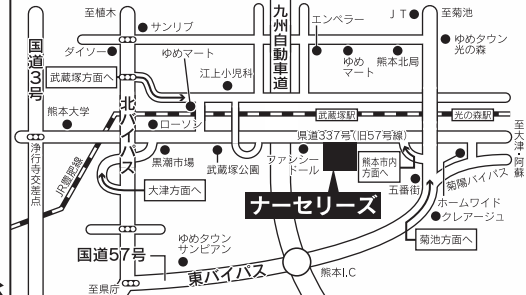 至植木
サンリブ
九州自動車道
エンペラー
JT
至菊池
国道3号
ダイソー
ゆめマート
ゆめ
マート
熊本北局
ゆめタウン
光の森
武蔵塚方面へ
江上小児科
熊本大学
北バイパス
ローソン
武蔵塚駅
光の森駅
県道337号(旧57号線)
至大津・阿蘇
浄行寺交差点
JR豊肥線
黒潮市場
武蔵塚公園
ファンシー
ドール
熊本市内
方面へ
菊陽バイパス
大津方面へ
五番街
ナーセリーズ
ホームワイド
クレアージュ
国道57号
ゆめタウン
サンピアン
菊池方面へ
東バイパス
熊本I.C
至県庁